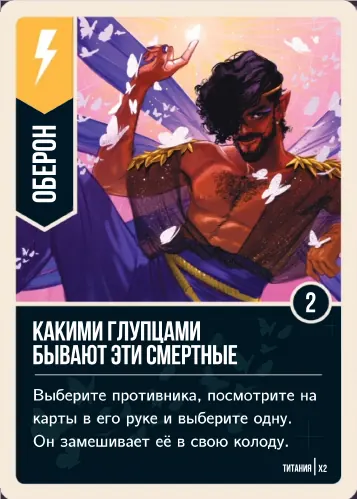 ОБЕРОН
2
КАКИМИ ГЛУПЦАМИ
БЫВАЮТ ЭТИ СМЕРТНЫЕ
Выберите противника, посмотрите на
карты в его руке и выберите одну.
Он замешивает её в свою колоду.
ТИТАНИЯ | X2